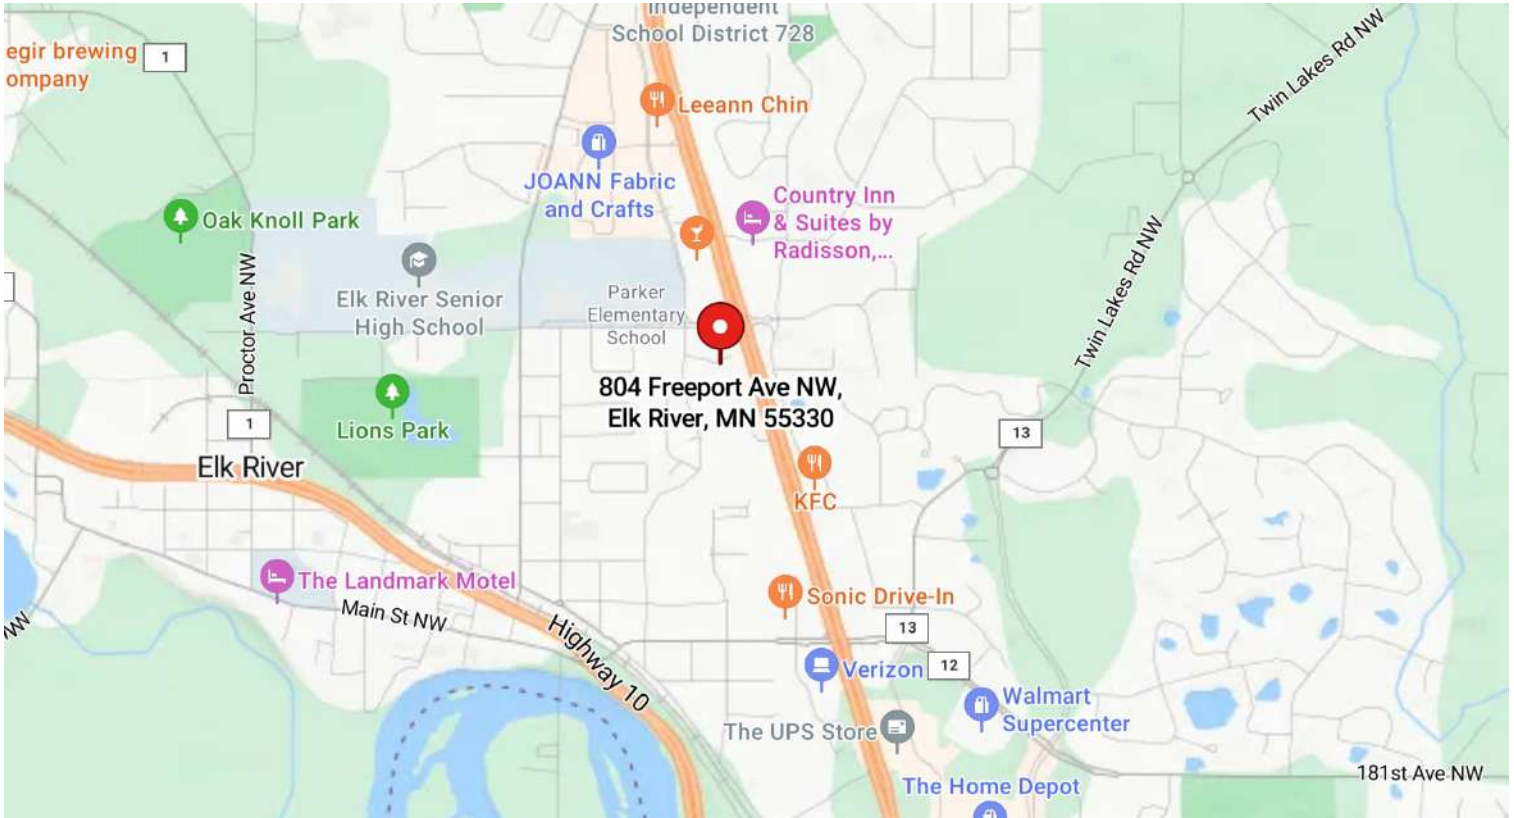 Independent
School District 728
egir brewing
ompany
1
Twin Lakes Rd NW
Leeann Chin
JOANN Fabric
and Crafts
Country Inn
& Suites by
Radisson,...
Oak Knoll Park
Proctor Ave NW
Elk River Senior
High School
Parker
Elementary
School
Twin Lakes Rd NW
804 Freeport Ave NW,
Elk River, MN 55330
1
Lions Park
13
Elk River
KFC
The Landmark Motel
Main St NW
Sonic Drive-In
Highway 10
13
Verizon
12
Walmart
Supercenter
The UPS Store
181st Ave NW
The Home Depot